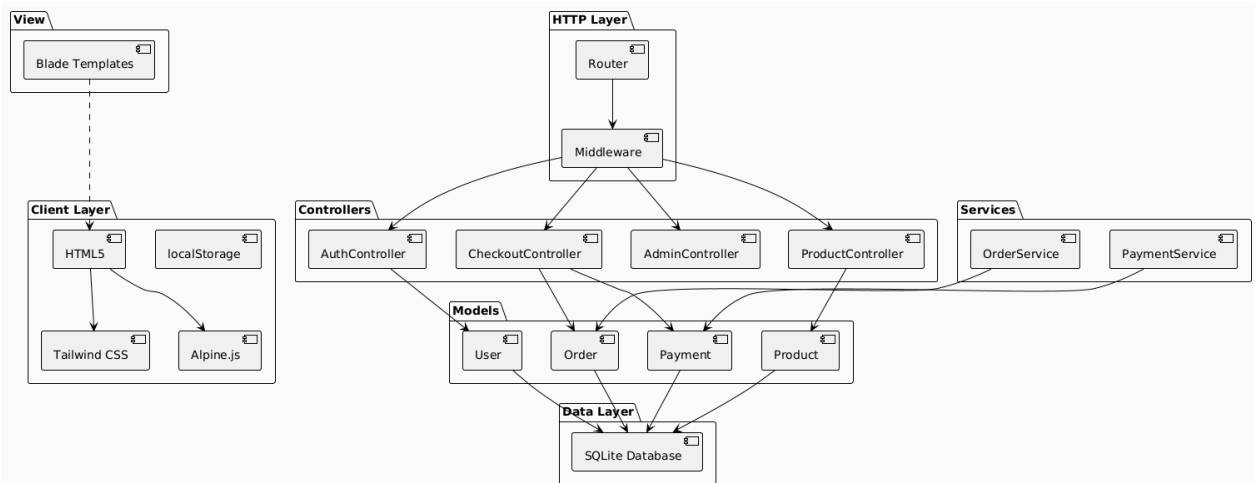 View
HTTP Layer
Blade Templates
Router
Middleware
Client Layer
Controllers
Services
HTML5
localStorage
AuthController
CheckoutController
AdminController
ProductController
OrderService
PaymentService
Models
Tailwind CSS
Alpine.js
User
Order
Payment
Product
Data Layer
SQLite Database